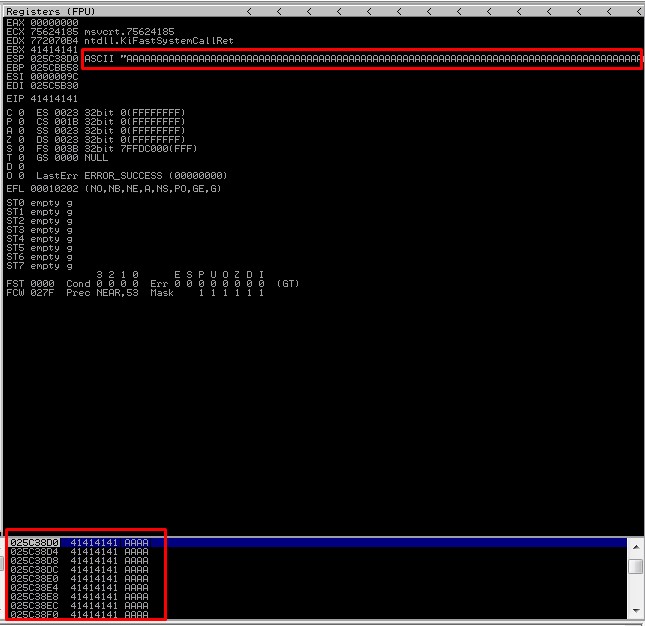 Registers (FPU) < < < < < < < < < < < < < <
EAX 00000000
ECX 75624185 msvcrt.75624185
EDX 772070B4 ntdll.KiFastSystemCallRet
EBX 41414141
ESP 025C38D0 ASCII "AAAAAAAAAAAAAAAAAAAAAAAAAAAAAAAAAAAAAAAAAAAAAAAAAAAAAAAAAAAAAAAAAAAAAAAAAAAAAAAAAAAAA
EBP 025CBB58
ESI 0000009C
EDI 025C5B30
EIP 41414141
C 0 ES 0023 32bit 0(FFFFFFFF)
P 0 CS 001B 32bit 0(FFFFFFFF)
A 0 SS 0023 32bit 0(FFFFFFFF)
Z 0 DS 0023 32bit 0(FFFFFFFF)
S 0 FS 003B 32bit 7FFDC000(FFF)
T 0 GS 0000 NULL
D 0
O 0 LastErr ERROR_SUCCESS (00000000)
EFL 00010202 (NO,NB,NE,A,NS,PO,GE,G)
ST0 empty g
ST1 empty g
ST2 empty g
ST3 empty g
ST4 empty g
ST5 empty g
ST6 empty g
ST7 empty g
3 2 1 0 E S P U O Z D I
FST 0000 Cond 0 0 0 0 Err 0 0 0 0 0 0 0 0 (GT)
FCW 027F Prec NEAR,53 Mask 1 1 1 1 1 1
025C38D0 41414141 AAAA
025C38D4 41414141 AAAA
025C38D8 41414141 AAAA
025C38DC 41414141 AAAA
025C38E0 41414141 AAAA
025C38E4 41414141 AAAA
025C38E8 41414141 AAAA
025C38EC 41414141 AAAA
025C38F0 41414141 AAAA